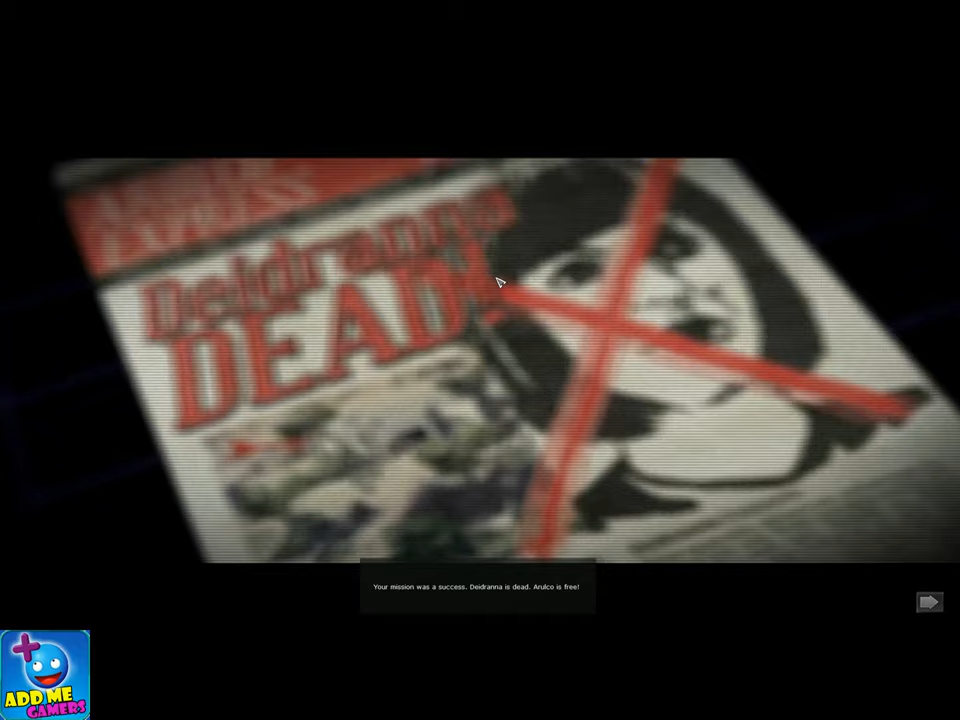 Deidranna
DEAD!
Your mission was a success. Deidranna is dead. Arulco is free!
ADD ME
GAMERS